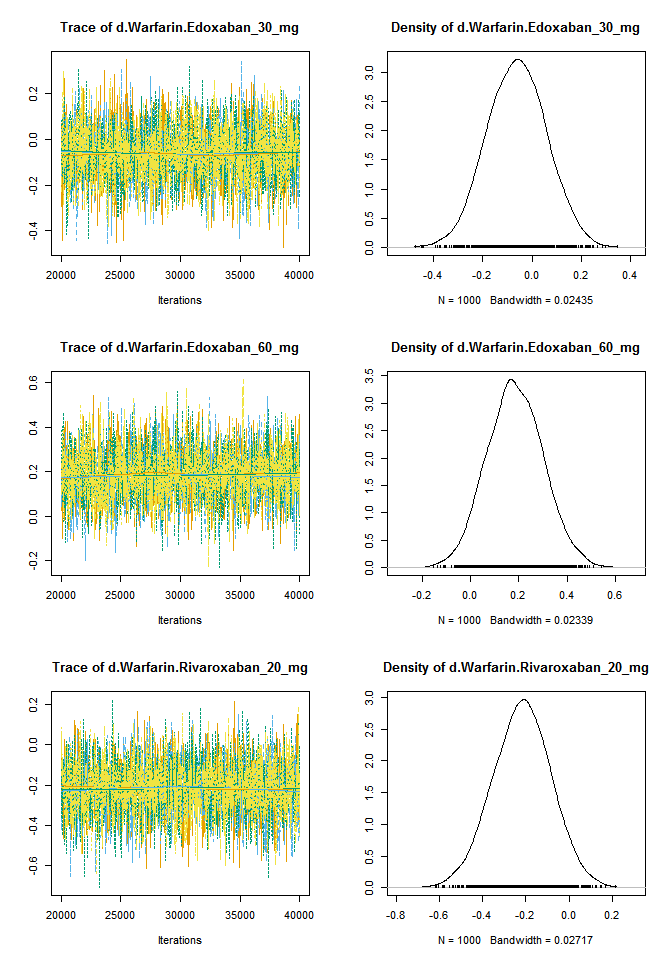 Trace of d.Warfarin.Edoxaban_30_mg
0.2
0.0
-0.2
-0.4
20000 25000 30000 35000 40000
Iterations
Density of d.Warfarin.Edoxaban_30_mg
3.0
2.5
2.0
1.5
1.0
0.5
0.0
-0.4 -0.2 0.0 0.2 0.4
N = 1000 Bandwidth = 0.02435
Trace of d.Warfarin.Edoxaban_60_mg
0.6
0.4
0.2
0.0
-0.2
20000 25000 30000 35000 40000
Iterations
Density of d.Warfarin.Edoxaban_60_mg
3.5
3.0
2.5
2.0
1.5
1.0
0.5
0.0
-0.2 0.0 0.2 0.4 0.6
N = 1000 Bandwidth = 0.02339
Trace of d.Warfarin.Rivaroxaban_20_mg
0.2
0.0
-0.2
-0.4
-0.6
20000 25000 30000 35000 40000
Iterations
Density of d.Warfarin.Rivaroxaban_20_mg
3.0
2.5
2.0
1.5
1.0
0.5
0.0
-0.8 -0.6 -0.4 -0.2 0.0 0.2
N = 1000 Bandwidth = 0.02717